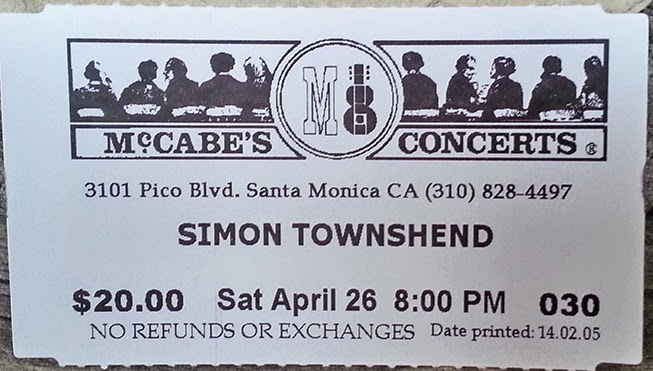 M
McCABE'S CONCERTS ®
3101 Pico Blvd. Santa Monica CA (310) 828-4497
SIMON TOWNSHEND
$20.00 Sat April 26 8:00 PM 030
NO REFUNDS OR EXCHANGES Date printed: 14.02.05